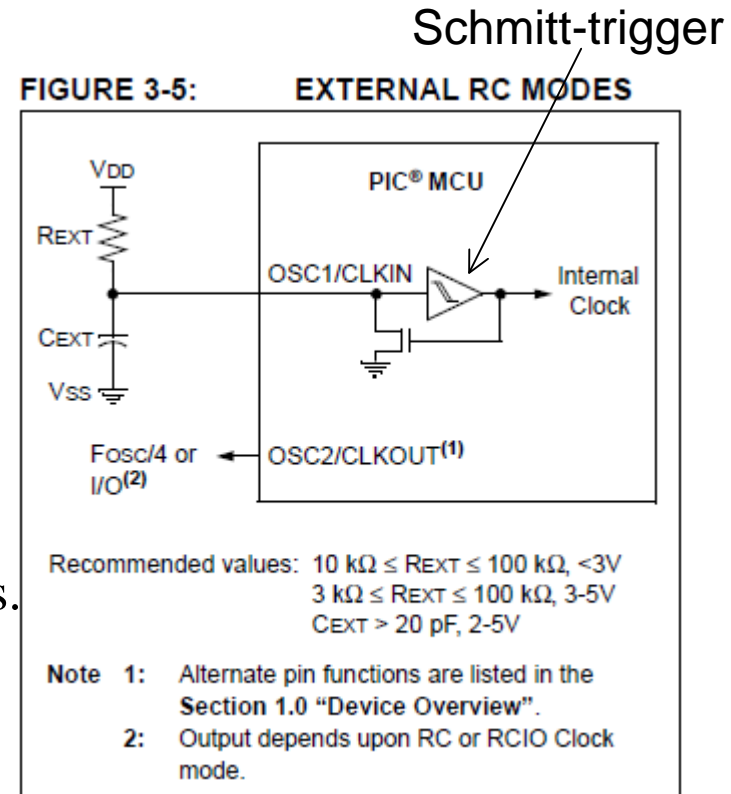 Schmitt-trigger
FIGURE 3-5: EXTERNAL RC MODES
VDD
PIC® MCU
REXT
OSC1/CLKIN
Internal
Clock
CEXT
VSS
FOSC/4 or
I/O(2)
OSC2/CLKOUT(1)
Recommended values: 10 kΩ ≤ REXT ≤ 100 kΩ, <3V
3 kΩ ≤ REXT ≤ 100 kΩ, 3-5V
s.
CEXT > 20 pF, 2-5V
Note 1: Alternate pin functions are listed in the
Section 1.0 “Device Overview”.
2: Output depends upon RC or RCIO Clock
mode.